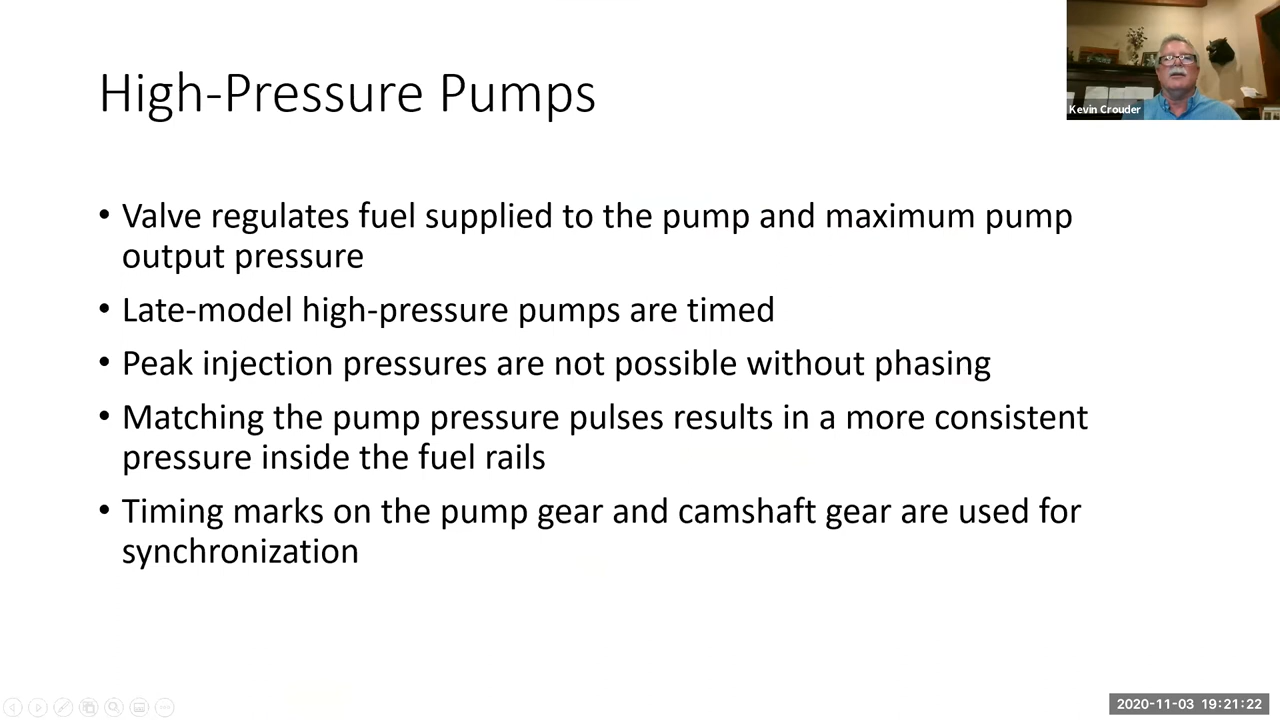 High-Pressure Pumps
Kevin Crouder
• Valve regulates fuel supplied to the pump and maximum pump
output pressure
• Late-model high-pressure pumps are timed
• Peak injection pressures are not possible without phasing
• Matching the pump pressure pulses results in a more consistent
pressure inside the fuel rails
• Timing marks on the pump gear and camshaft gear are used for
synchronization
2020-11-03 19:21:22